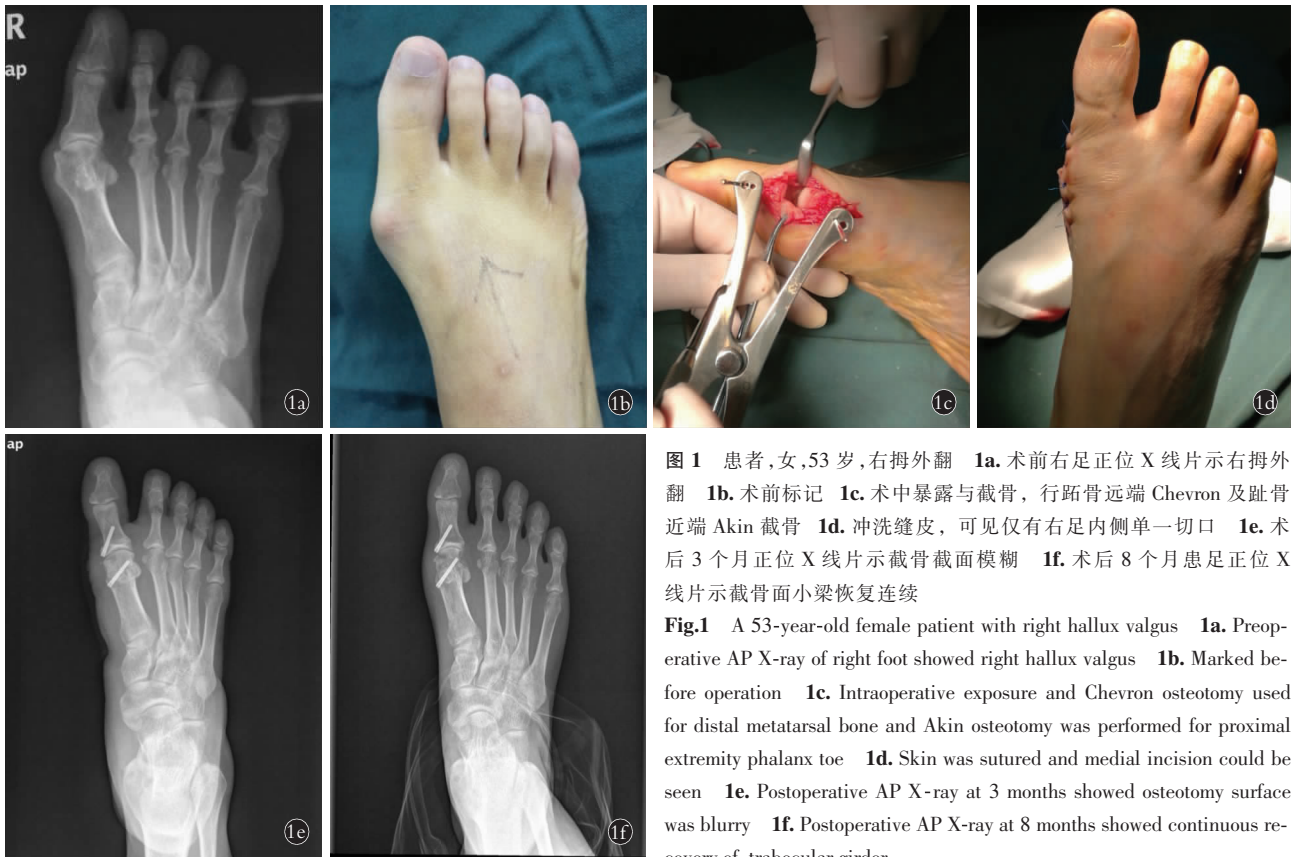 R
ap
1a
1b
1c
1d
ap
1e
1f
图 1 患者,女,53 岁,右拇外翻 1a. 术前右足正位 X 线片示右拇外
翻 1b. 术前标记 1c. 术中暴露与截骨，行跖骨远端 Chevron 及趾骨
近端 Akin 截骨 1d. 冲洗缝皮，可见仅有右足内侧单一切口 1e. 术
后 3 个月正位 X 线片示截骨截面模糊 1f. 术后 8 个月患足正位 X
线片示截骨面小梁恢复连续
Fig.1 A 53-year-old female patient with right hallux valgus 1a. Preop-
erative AP X-ray of right foot showed right hallux valgus 1b. Marked be-
fore operation 1c. Intraoperative exposure and Chevron osteotomy used
for distal metatarsal bone and Akin osteotomy was performed for proximal
extremity phalanx toe 1d. Skin was sutured and medial incision could be
seen 1e. Postoperative AP X-ray at 3 months showed osteotomy surface
was blurry 1f. Postoperative AP X-ray at 8 months showed continuous re-